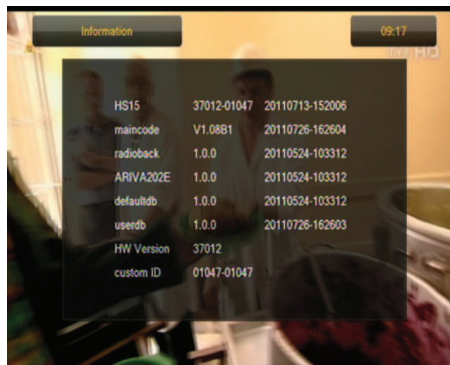 Information 09:17
HD
HS15 37012-01047 20110713-152006
maincode V1.08B1 20110726-162604
radioback 1.0.0 20110524-103312
ARIVA202E 1.0.0 20110524-103312
defaultdb 1.0.0 20110524-103312
userdb 1.0.0 20110726-162603
HW Version 37012
custom ID 01047-01047